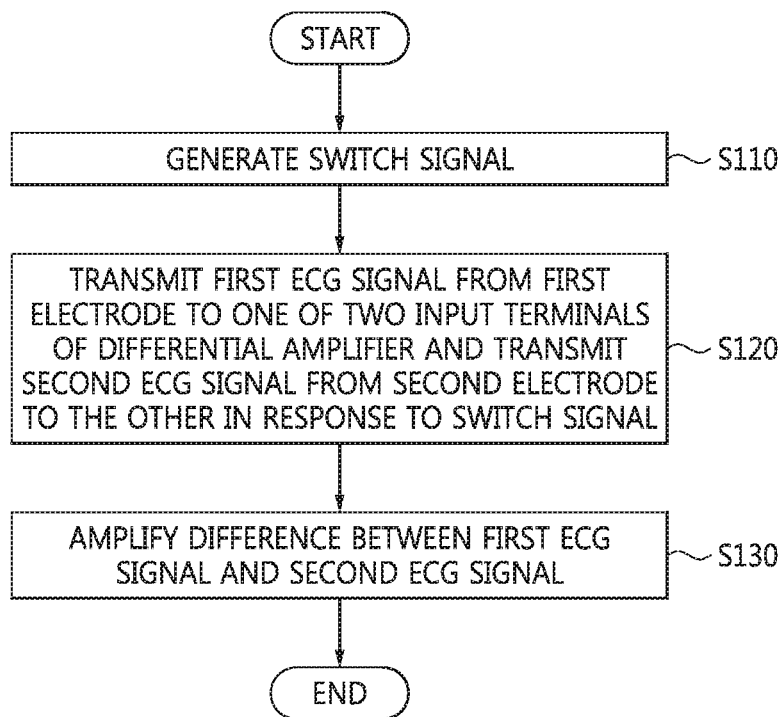 START
GENERATE SWITCH SIGNAL
S110
TRANSMIT FIRST ECG SIGNAL FROM FIRST
ELECTRODE TO ONE OF TWO INPUT TERMINALS
OF DIFFERENTIAL AMPLIFIER AND TRANSMIT
SECOND ECG SIGNAL FROM SECOND ELECTRODE
TO THE OTHER IN RESPONSE TO SWITCH SIGNAL
S120
AMPLIFY DIFFERENCE BETWEEN FIRST ECG
SIGNAL AND SECOND ECG SIGNAL
S130
END